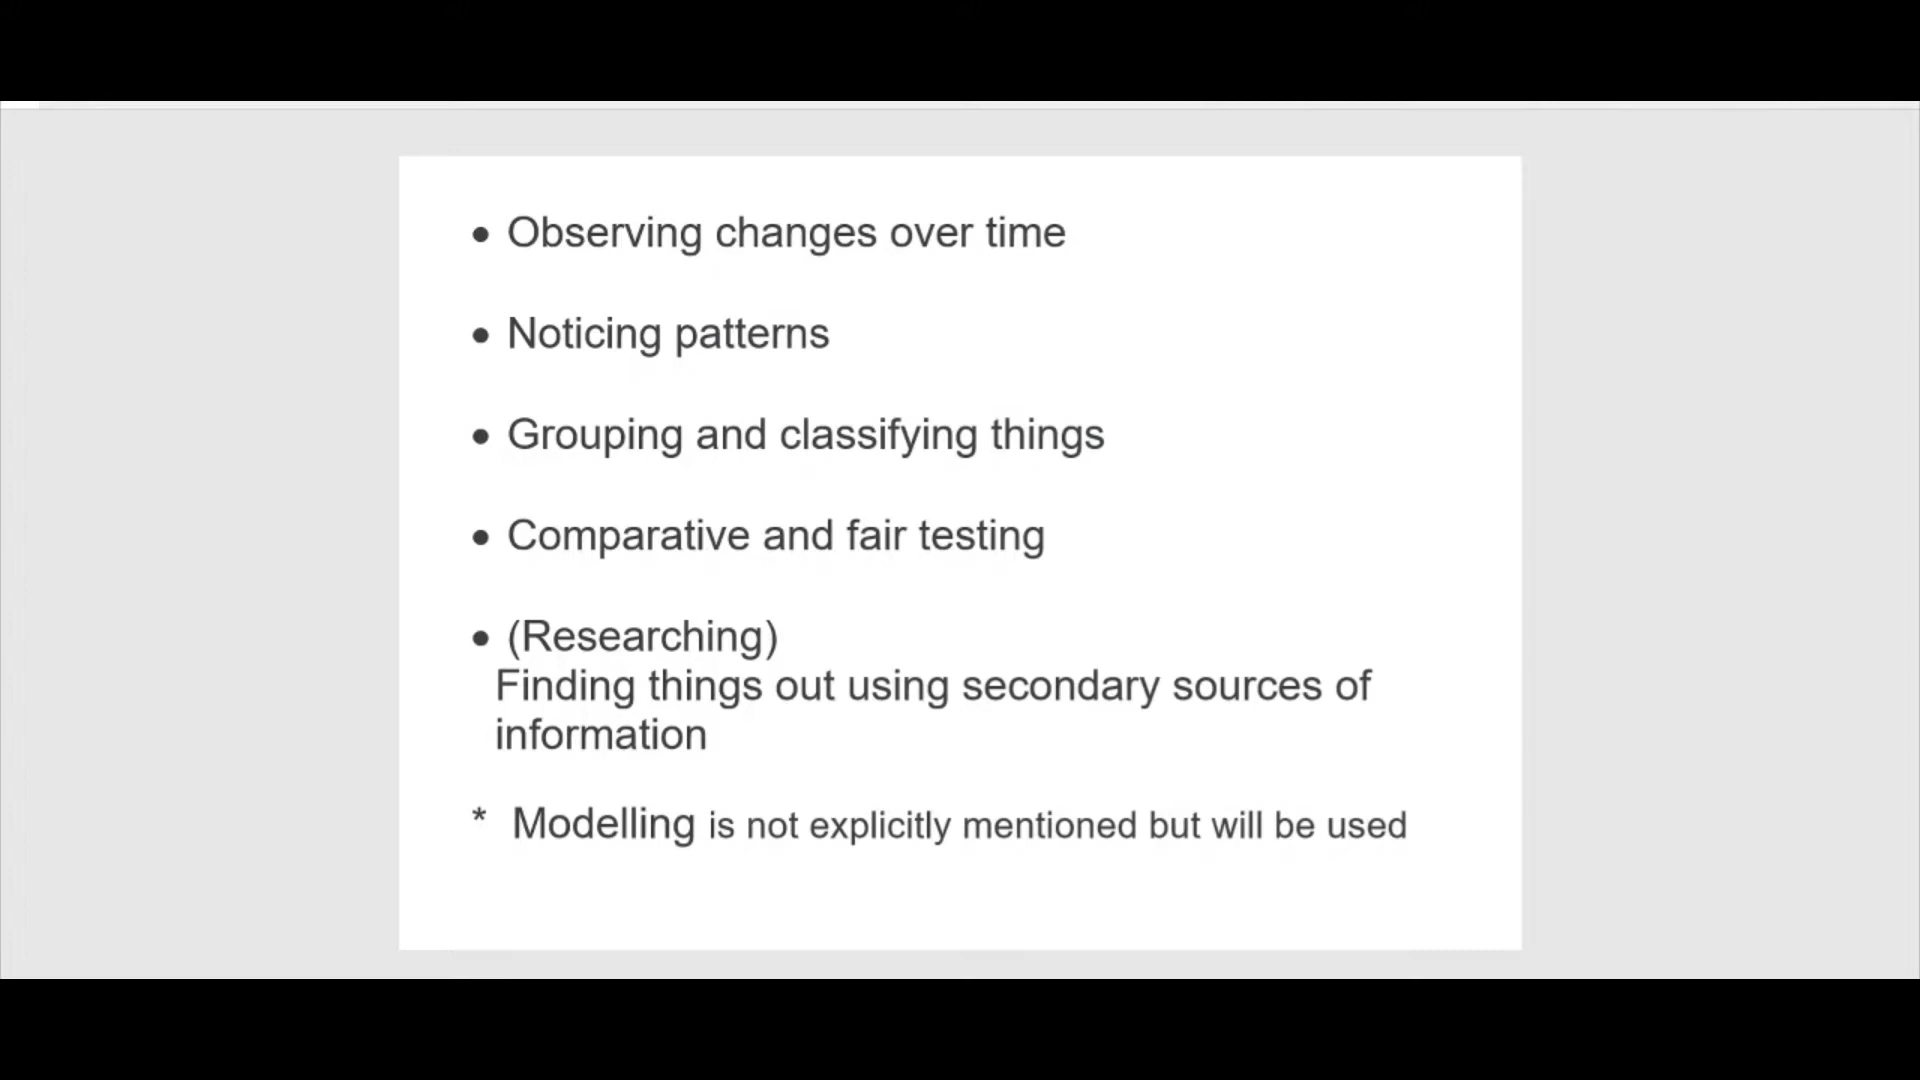 • Observing changes over time
• Noticing patterns
• Grouping and classifying things
• Comparative and fair testing
• (Researching)
Finding things out using secondary sources of
information
* Modelling is not explicitly mentioned but will be used